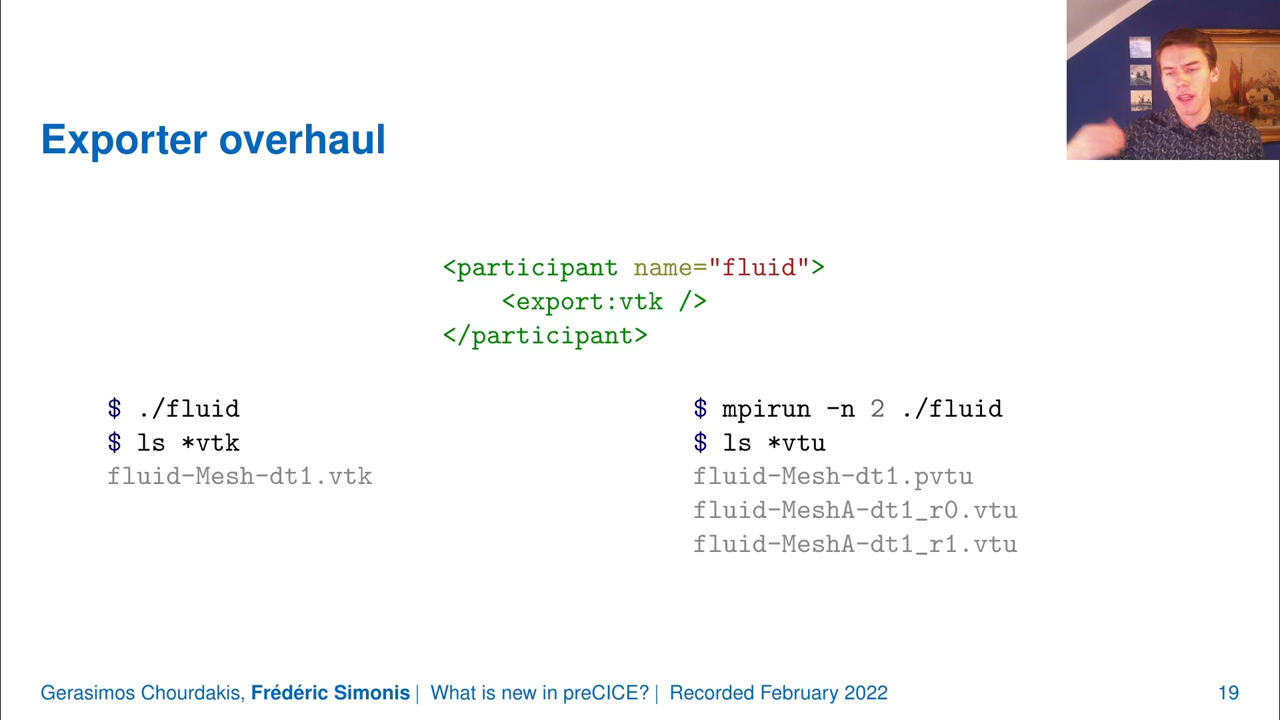 Exporter overhaul
<participant name="fluid">
<export:vtk />
</participant>
$ ./fluid
$ ls *vtk
fluid-Mesh-dt1.vtk
$ mpirun -n 2 ./fluid
$ ls *vtu
fluid-Mesh-dt1.pvtu
fluid-MeshA-dt1_r0.vtu
fluid-MeshA-dt1_r1.vtu
Gerasimos Chourdakis, Frédéric Simonis | What is new in preCICE? | Recorded February 2022 19